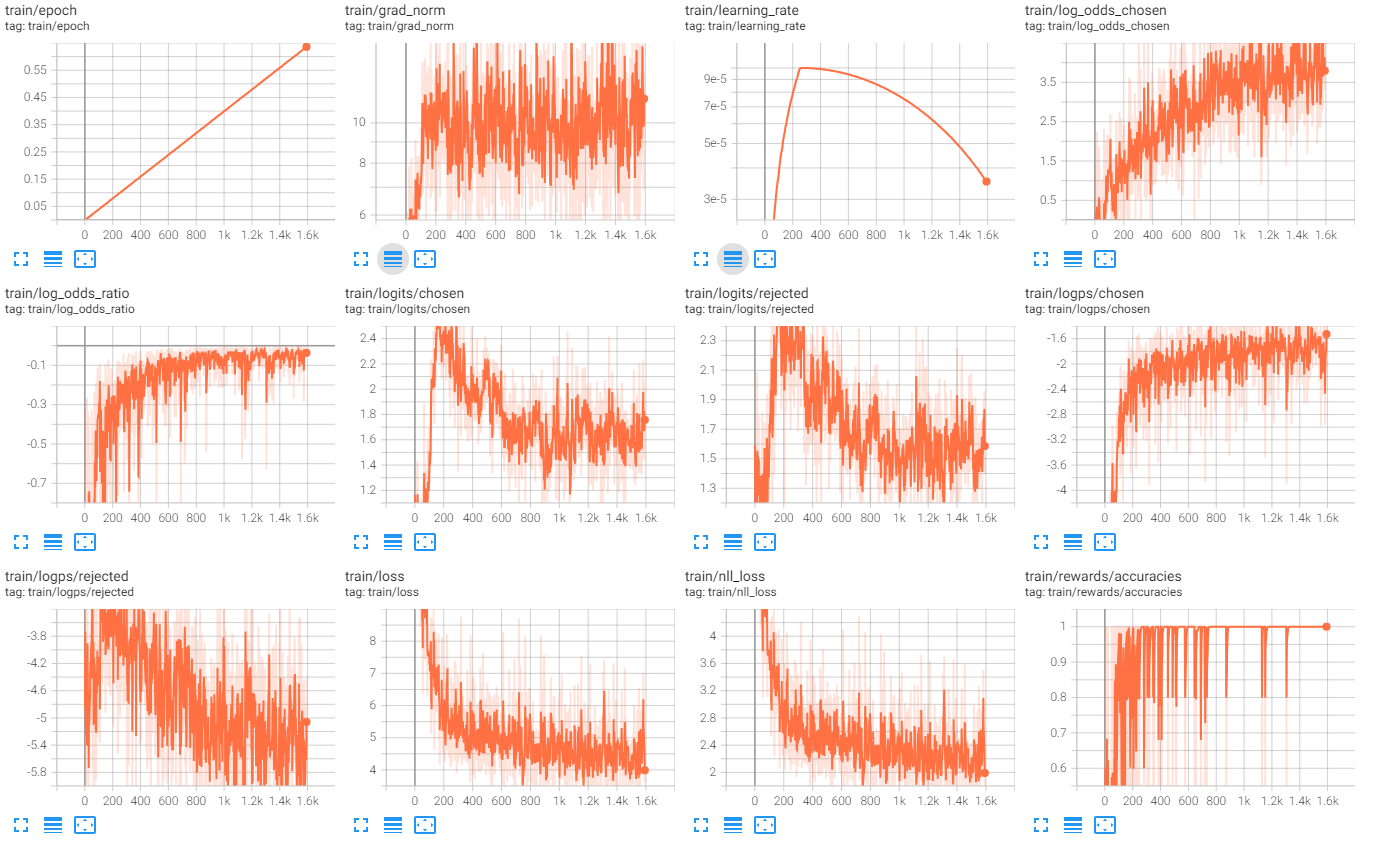 train/epoch
tag: train/epoch
0.55
0.45
0.35
0.25
0.15
0.05
0 200 400 600 800 1k 1.2k 1.4k 1.6k
train/grad_norm
tag: train/grad_norm
10
8
6
0 200 400 600 800 1k 1.2k 1.4k 1.6k
train/learning_rate
tag: train/learning_rate
9e-5
7e-5
5e-5
3e-5
0 200 400 600 800 1k 1.2k 1.4k 1.6k
train/log_odds_chosen
tag: train/log_odds_chosen
3.5
2.5
1.5
0.5
0 200 400 600 800 1k 1.2k 1.4k 1.6k
train/log_odds_ratio
tag: train/log_odds_ratio
-0.1
-0.3
-0.5
-0.7
0 200 400 600 800 1k 1.2k 1.4k 1.6k
train/logits/chosen
tag: train/logits/chosen
2.4
2.2
2
1.8
1.6
1.4
1.2
0 200 400 600 800 1k 1.2k 1.4k 1.6k
train/logits/rejected
tag: train/logits/rejected
2.3
2.1
1.9
1.7
1.5
1.3
0 200 400 600 800 1k 1.2k 1.4k 1.6k
train/logps/chosen
tag: train/logps/chosen
-1.6
-2
-2.4
-2.8
-3.2
-3.6
-4
0 200 400 600 800 1k 1.2k 1.4k 1.6k
train/logps/rejected
tag: train/logps/rejected
-3.8
-4.2
-4.6
-5
-5.4
-5.8
0 200 400 600 800 1k 1.2k 1.4k 1.6k
train/loss
tag: train/loss
8
7
6
5
4
0 200 400 600 800 1k 1.2k 1.4k 1.6k
train/nll_loss
tag: train/nll_loss
4
3.6
3.2
2.8
2.4
2
0 200 400 600 800 1k 1.2k 1.4k 1.6k
train/rewards/accuracies
tag: train/rewards/accuracies
1
0.9
0.8
0.7
0.6
0 200 400 600 800 1k 1.2k 1.4k 1.6k